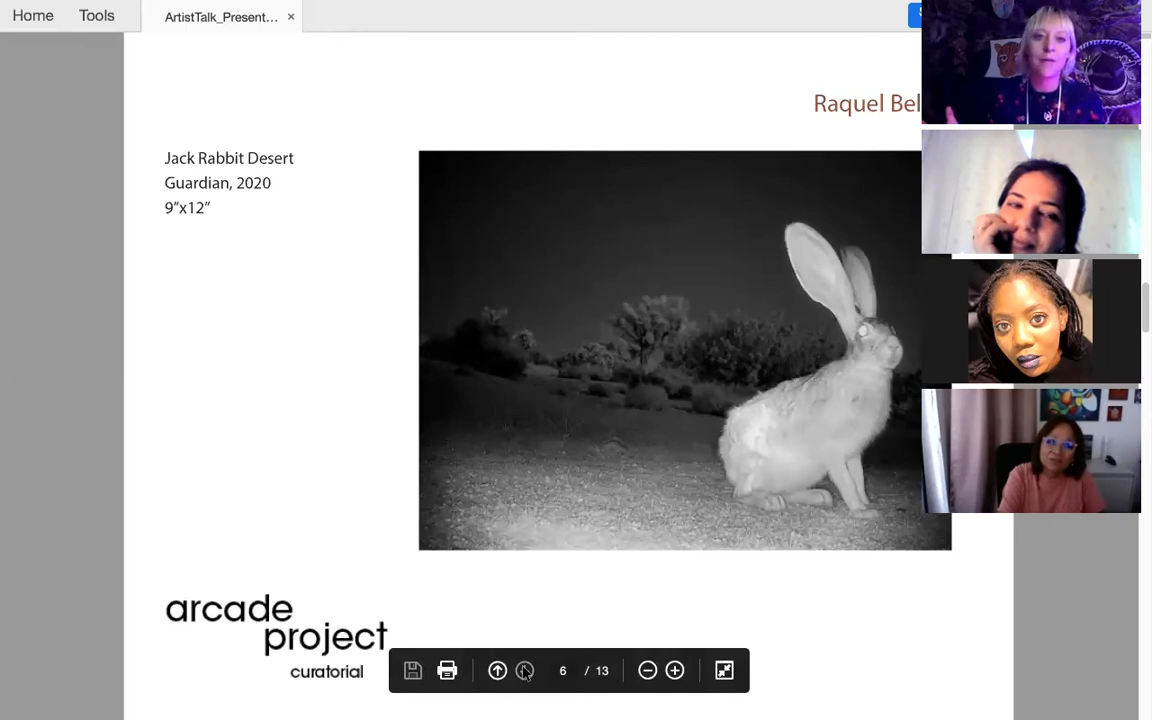 Home Tools ArtistTalk_Present... ×
Raquel Bel
Jack Rabbit Desert
Guardian, 2020
9”x12”
arcade
project
curatorial
6 / 13